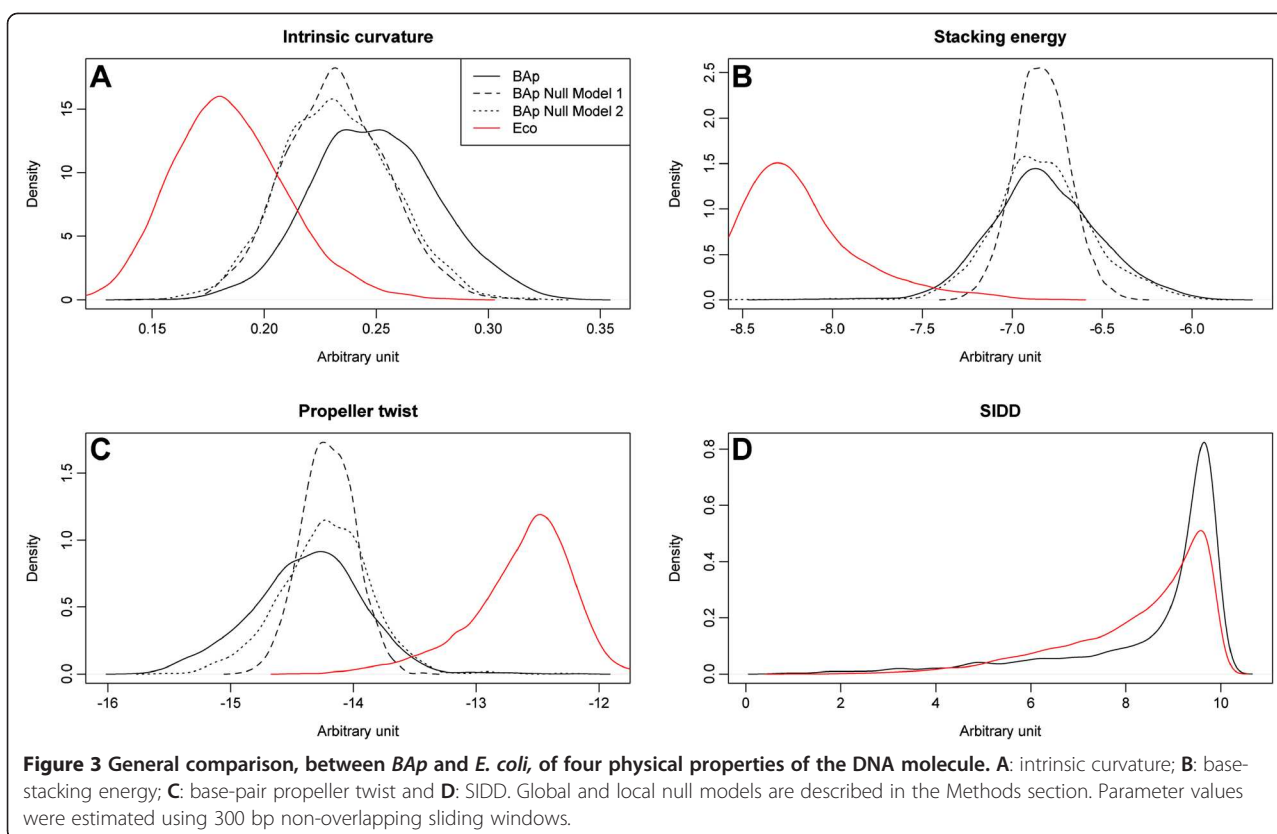 Intrinsic curvature
A
BAp
BAp Null Model 1
BAp Null Model 2
Eco
Density
0
5
10
15
0.15
0.20
0.25
0.30
0.35
Arbitrary unit
Stacking energy
B
Density
0.0
0.5
1.0
1.5
2.0
2.5
-8.5
-8.0
-7.5
-7.0
-6.5
-6.0
Arbitrary unit
Propeller twist
C
Density
0.0
0.5
1.0
1.5
-16
-15
-14
-13
-12
Arbitrary unit
SIDD
D
Density
0.0
0.2
0.4
0.6
0.8
0
2
4
6
8
10
Arbitrary unit
Figure 3 General comparison, between BAp and E. coli, of four physical properties of the DNA molecule. A: intrinsic curvature; B: base-
stacking energy; C: base-pair propeller twist and D: SIDD. Global and local null models are described in the Methods section. Parameter values
were estimated using 300 bp non-overlapping sliding windows.